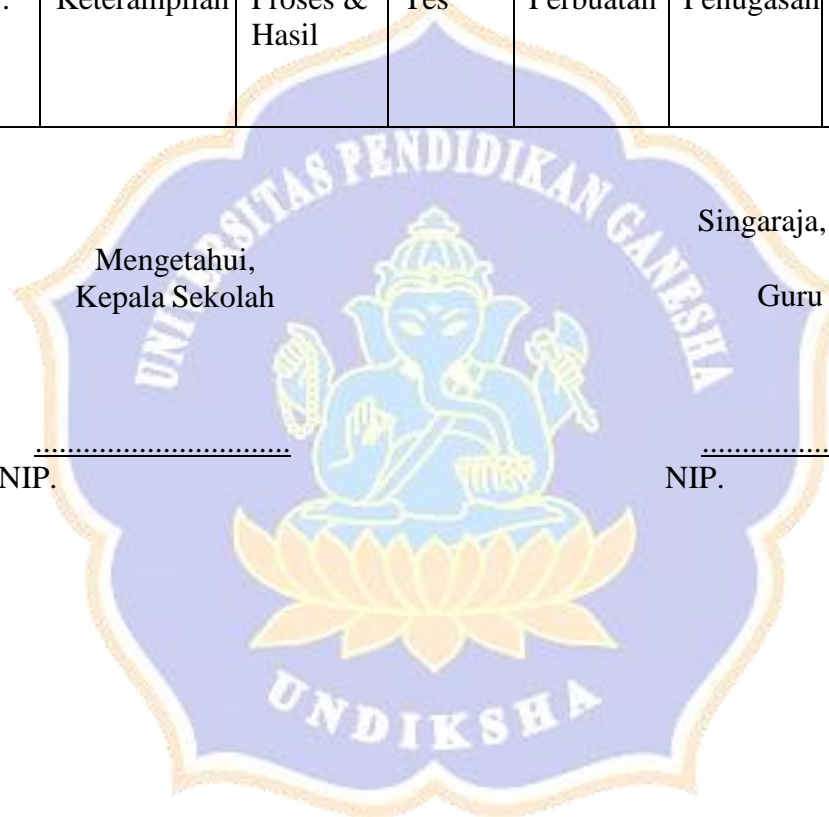 . Keterampilan Proses & Tes Perbuatan Penugasan
Hasil
UNIVERSITAS PENDIDIKAN GANESHA
Singaraja,
Mengetahui,
Kepala Sekolah Guru
................................ ................
NIP. NIP.
UNDIKSHA